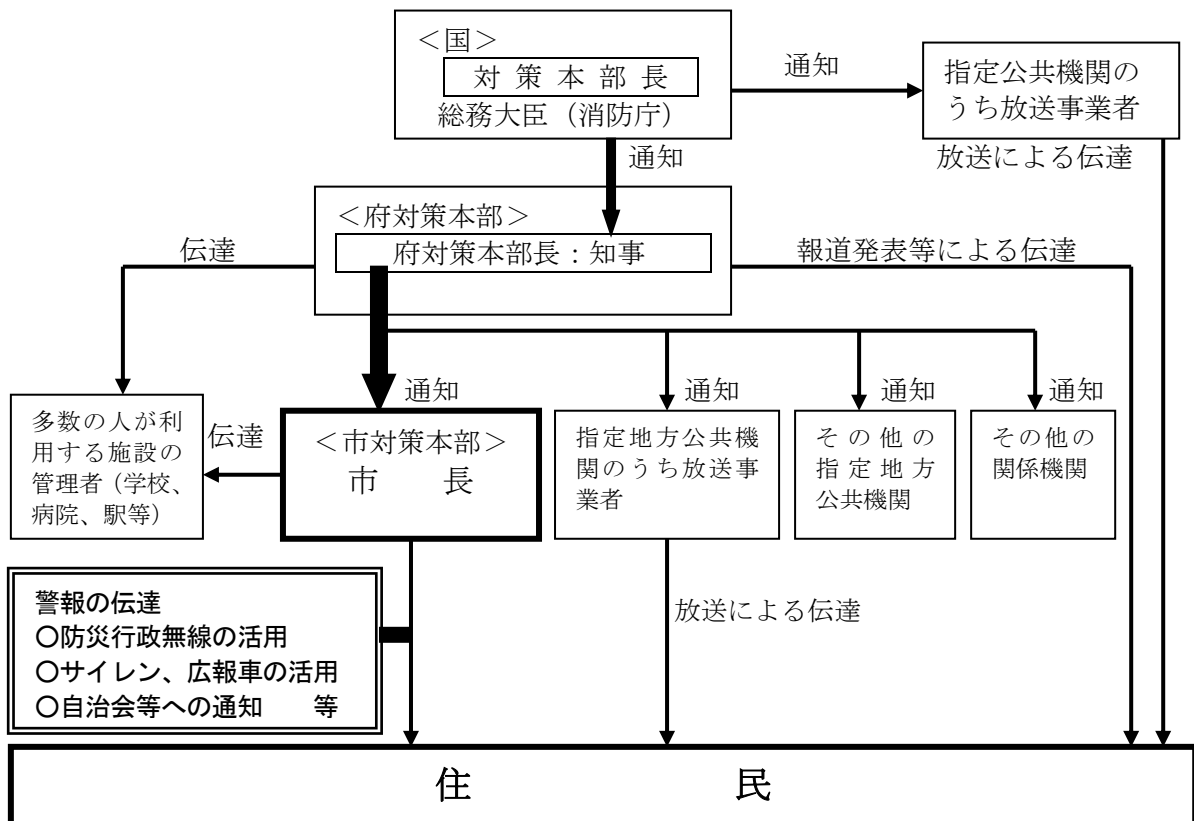 ＜国＞
対策本部長
総務大臣（消防庁）
通知
指定公共機関の
うち放送事業者
放送による伝達
通知
＜府対策本部＞
府対策本部長：知事
伝達
報道発表等による伝達
多数の人が利
用する施設の
管理者（学校、
病院、駅等）
伝達
通知
＜市対策本部＞
市　　長
通知
指定地方公共機
関のうち放送事
業者
通知
その他の
指定地方
公共機関
通知
その他の
関係機関
警報の伝達
○防災行政無線の活用
○サイレン、広報車の活用
○自治会等への通知　　等
放送による伝達
住　　民